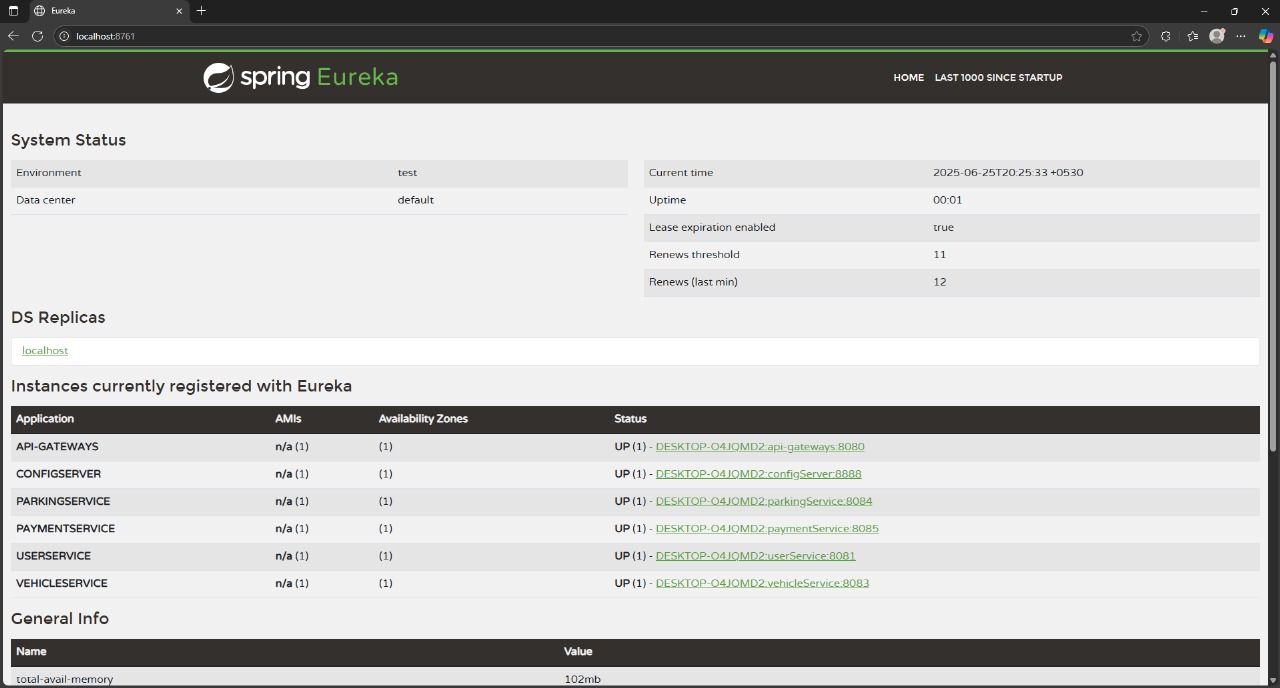 Eureka
localhost:8761
spring Eureka
HOME LAST 1000 SINCE STARTUP
System Status
Environment test
Data center default
Current time 2025-06-25T20:25:33 +0530
Uptime 00:01
Lease expiration enabled true
Renews threshold 11
Renews (last min) 12
DS Replicas
localhost
Instances currently registered with Eureka
Application AMIs Availability Zones Status
API-GATEWAYS n/a (1) (1) UP (1) - DESKTOP-O4JQMD2:api-gateways:8080
CONFIGSERVER n/a (1) (1) UP (1) - DESKTOP-O4JQMD2:configServer:8888
PARKINGSERVICE n/a (1) (1) UP (1) - DESKTOP-O4JQMD2:parkingService:8084
PAYMENTSERVICE n/a (1) (1) UP (1) - DESKTOP-O4JQMD2:paymentService:8085
USERSERVICE n/a (1) (1) UP (1) - DESKTOP-O4JQMD2:userService:8081
VEHICLESERVICE n/a (1) (1) UP (1) - DESKTOP-O4JQMD2:vehicleService:8083
General Info
Name Value
total-avail-memory 102mb